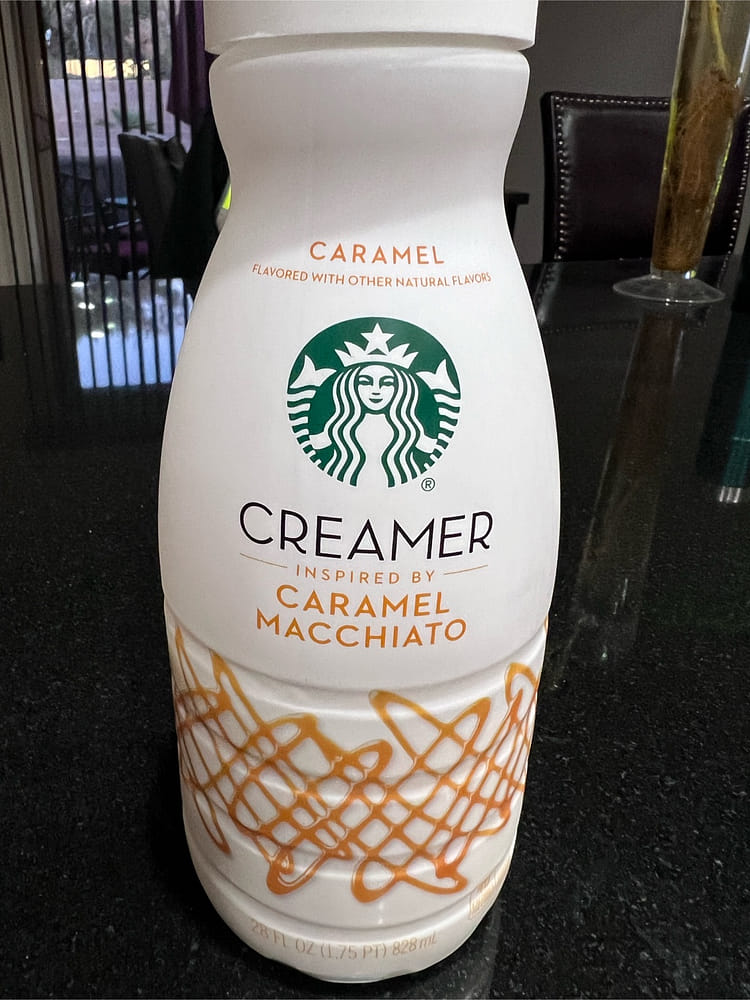 CARAMEL
FLAVORED WITH OTHER NATURAL FLAVORS
®
CREAMER
INSPIRED BY
CARAMEL
MACCHIATO
28 FL OZ (1.75 PT) 828 mL